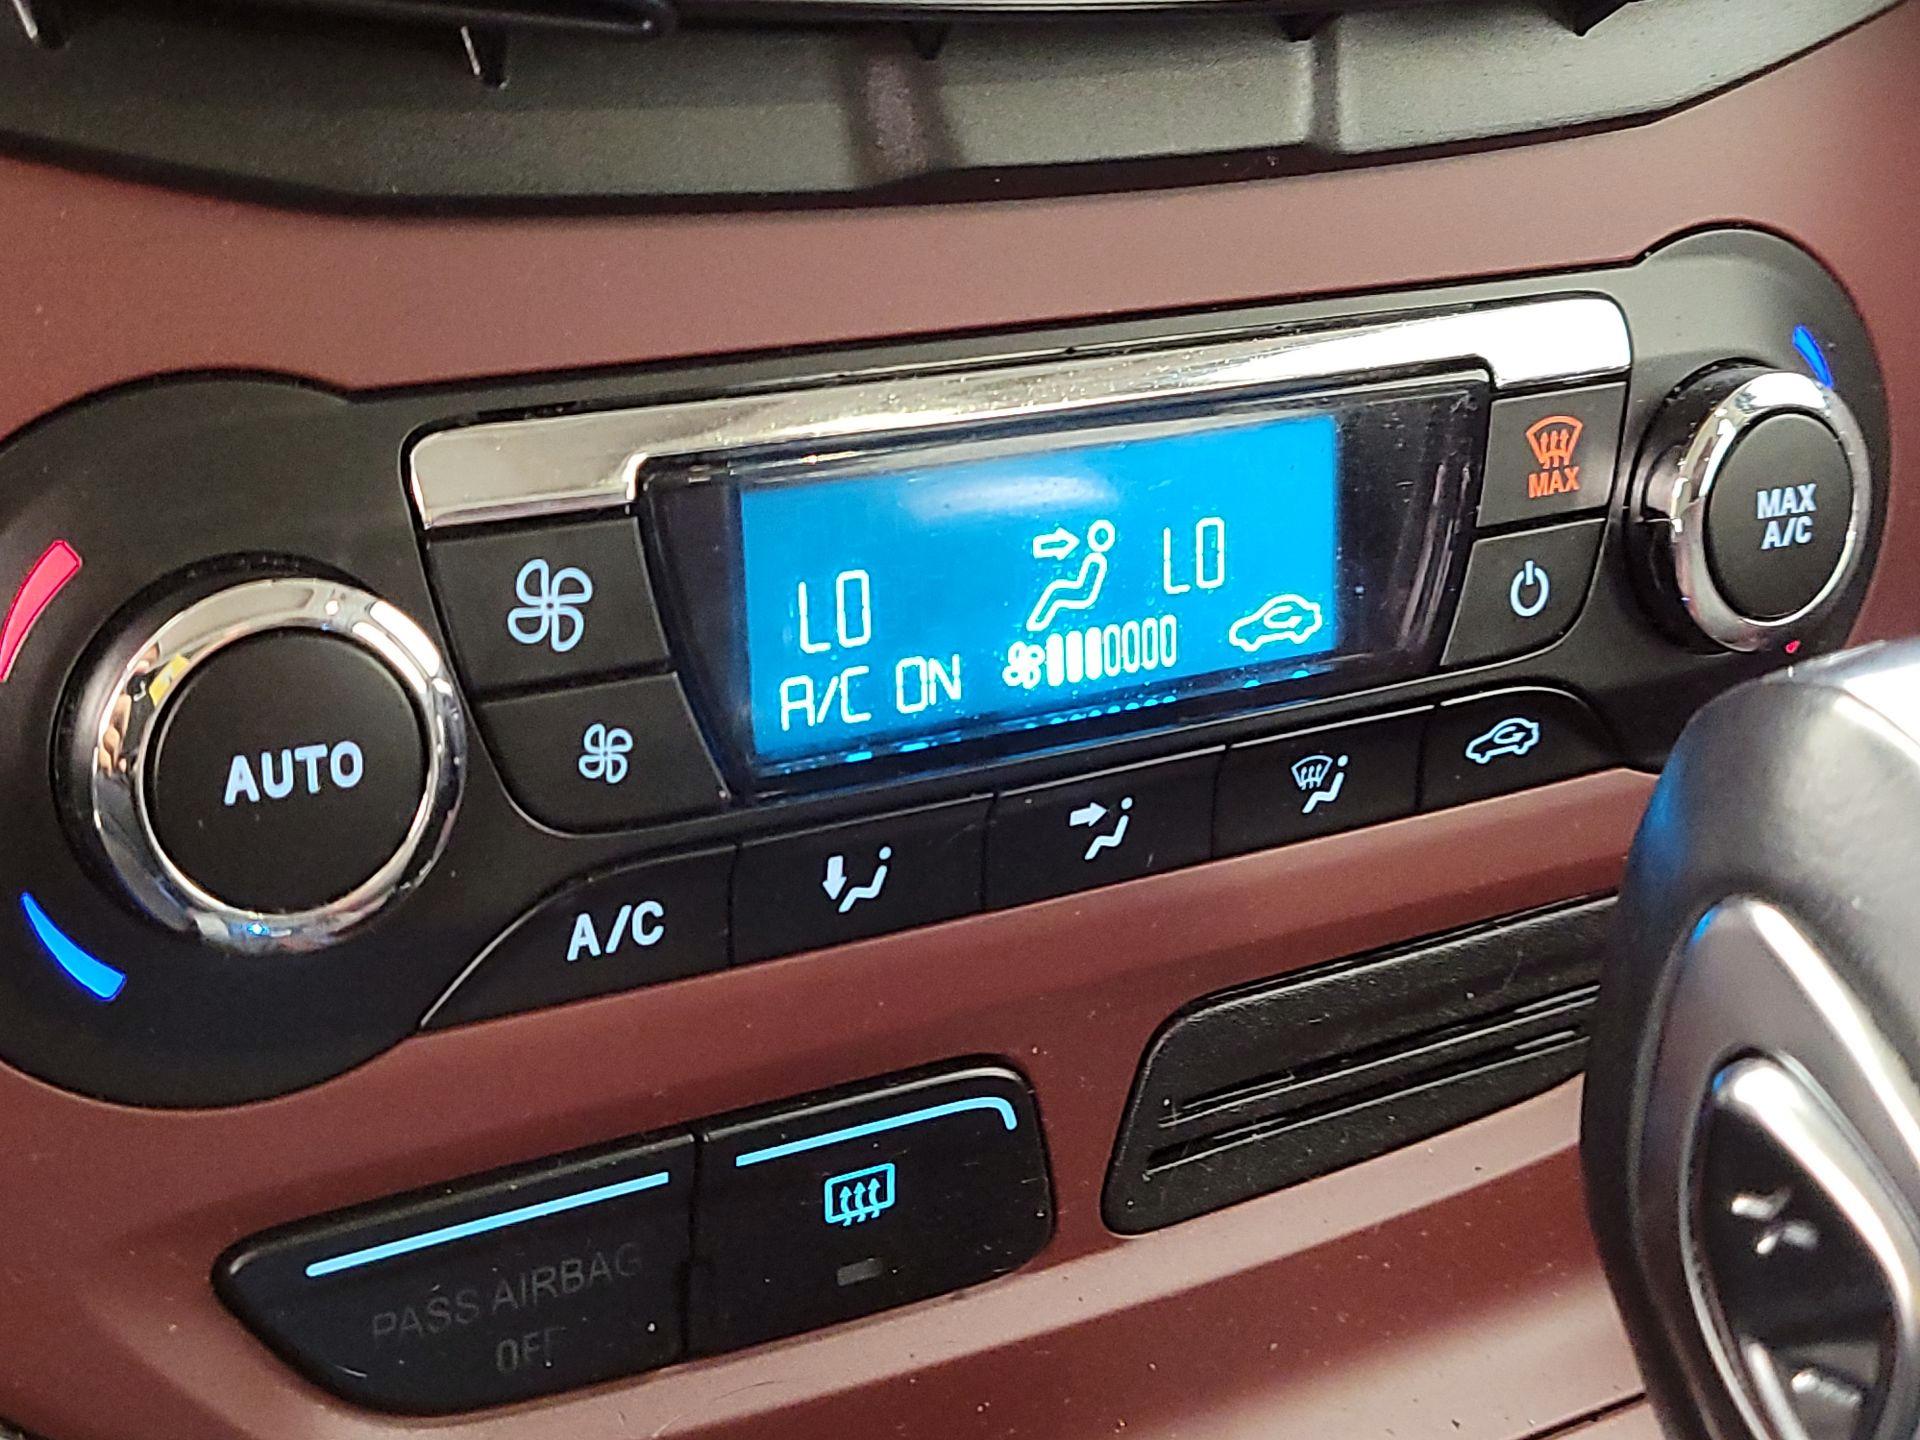 MAX
MAX
A/C
LO
LO
A/C ON
AUTO
A/C
PASS AIRBAG
OFF